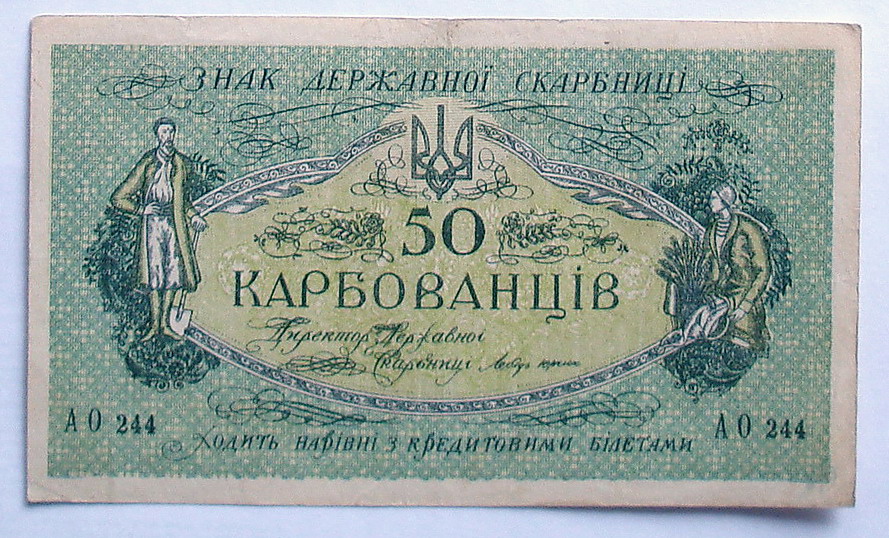 ЗНАК ДЕРЖАВНОЇ СКАРБНИЦІ
50
КАРБОВАНЦІВ
Директор Державної
Скарбниці
АО 244
АО 244
ХОДИТЬ НАРІВНІ З КРЕДИТОВИМИ БІЛЕТАМИ